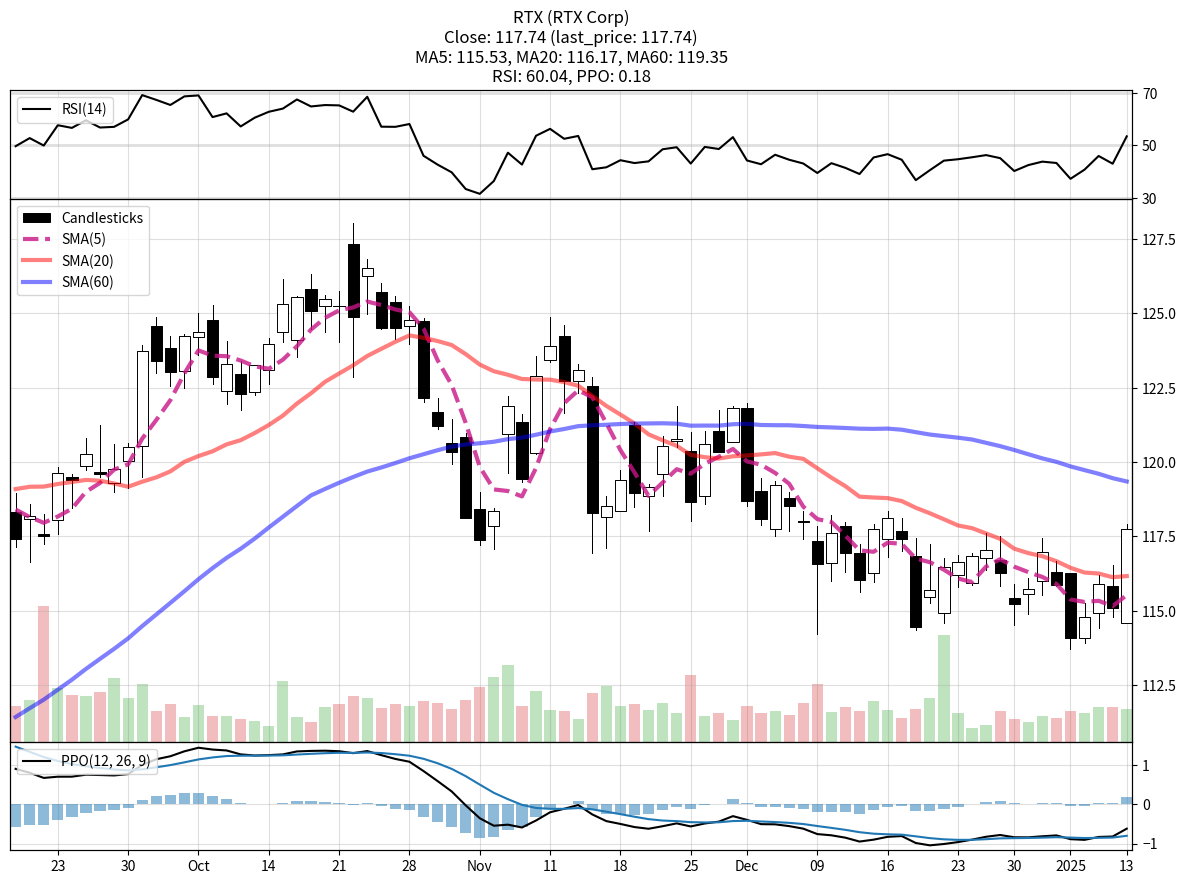 RTX (RTX Corp)
Close: 117.74 (last_price: 117.74)
MA5: 115.53, MA20: 116.17, MA60: 119.35
RSI: 60.04, PPO: 0.18
RSI(14)
70
50
30
Candlesticks
SMA(5)
SMA(20)
SMA(60)
127.5
125.0
122.5
120.0
117.5
115.0
112.5
PPO(12, 26, 9)
1
0
−1
23 30 Oct 14 21 28 Nov 11 18 25 Dec 09 16 23 30 2025 13